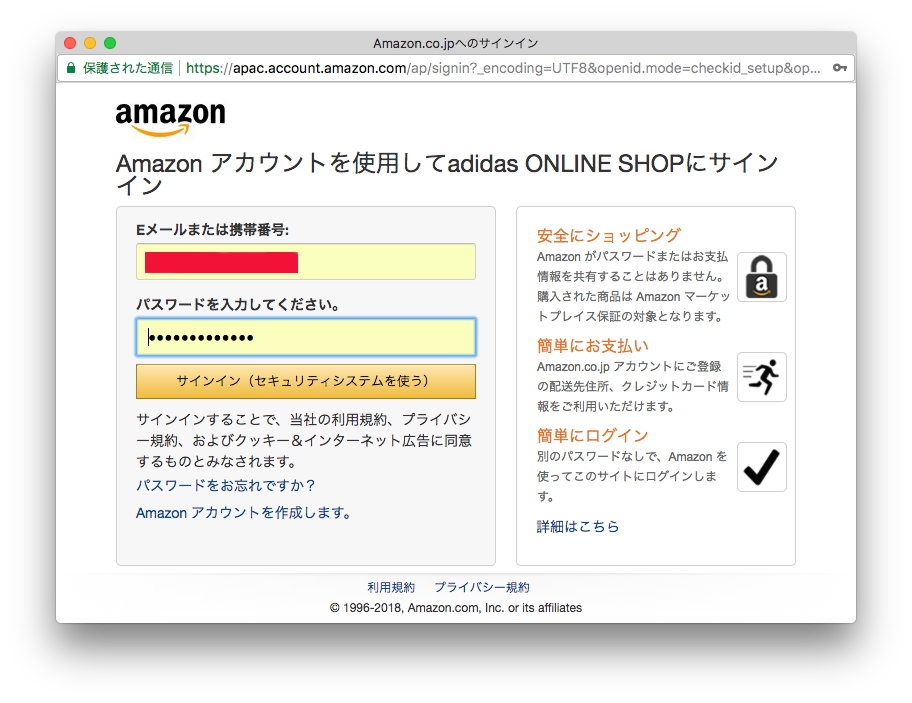 Amazon.co.jpへのサインイン
保護された通信 https://apac.account.amazon.com/ap/signin?_encoding=UTF8&openid.mode=checkid_setup&op...
amazon
Amazon アカウントを使用してadidas ONLINE SHOPにサイン
イン
Eメールまたは携帯番号:
パスワードを入力してください。
•••••••••••••
サインイン（セキュリティシステムを使う）
サインインすることで、当社の利用規約、プライバシ
ー規約、およびクッキー＆インターネット広告に同意
するものとみなされます。
パスワードをお忘れですか？
Amazon アカウントを作成します。
安全にショッピング
Amazon がパスワードまたはお支払
情報を共有することはありません。
購入された商品は Amazon マーケッ
トプレイス保証の対象となります。
a
簡単にお支払い
Amazon.co.jp アカウントにご登録
の配送先住所、クレジットカード情
報をご利用いただけます。
簡単にログイン
別のパスワードなしで、Amazon を
使ってこのサイトにログインしま
す。
詳細はこちら
利用規約 プライバシー規約
© 1996-2018, Amazon.com, Inc. or its affiliates